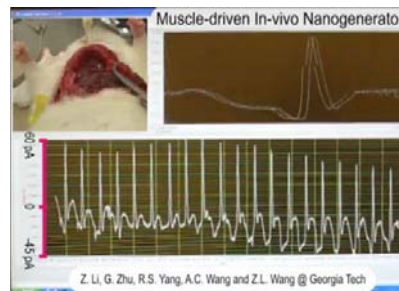 Muscle-driven In-vivo Nanogenerato
60 pA
0
-45 pA
Z. Li, G. Zhu, R.S. Yang, A.C. Wang and Z.L. Wang @ Georgia Tech